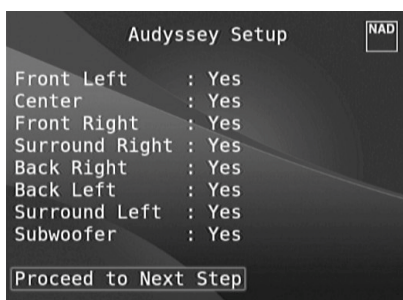 Audyssey Setup
NAD
Front Left : Yes
Center : Yes
Front Right : Yes
Surround Right : Yes
Back Right : Yes
Back Left : Yes
Surround Left : Yes
Subwoofer : Yes
Proceed to Next Step